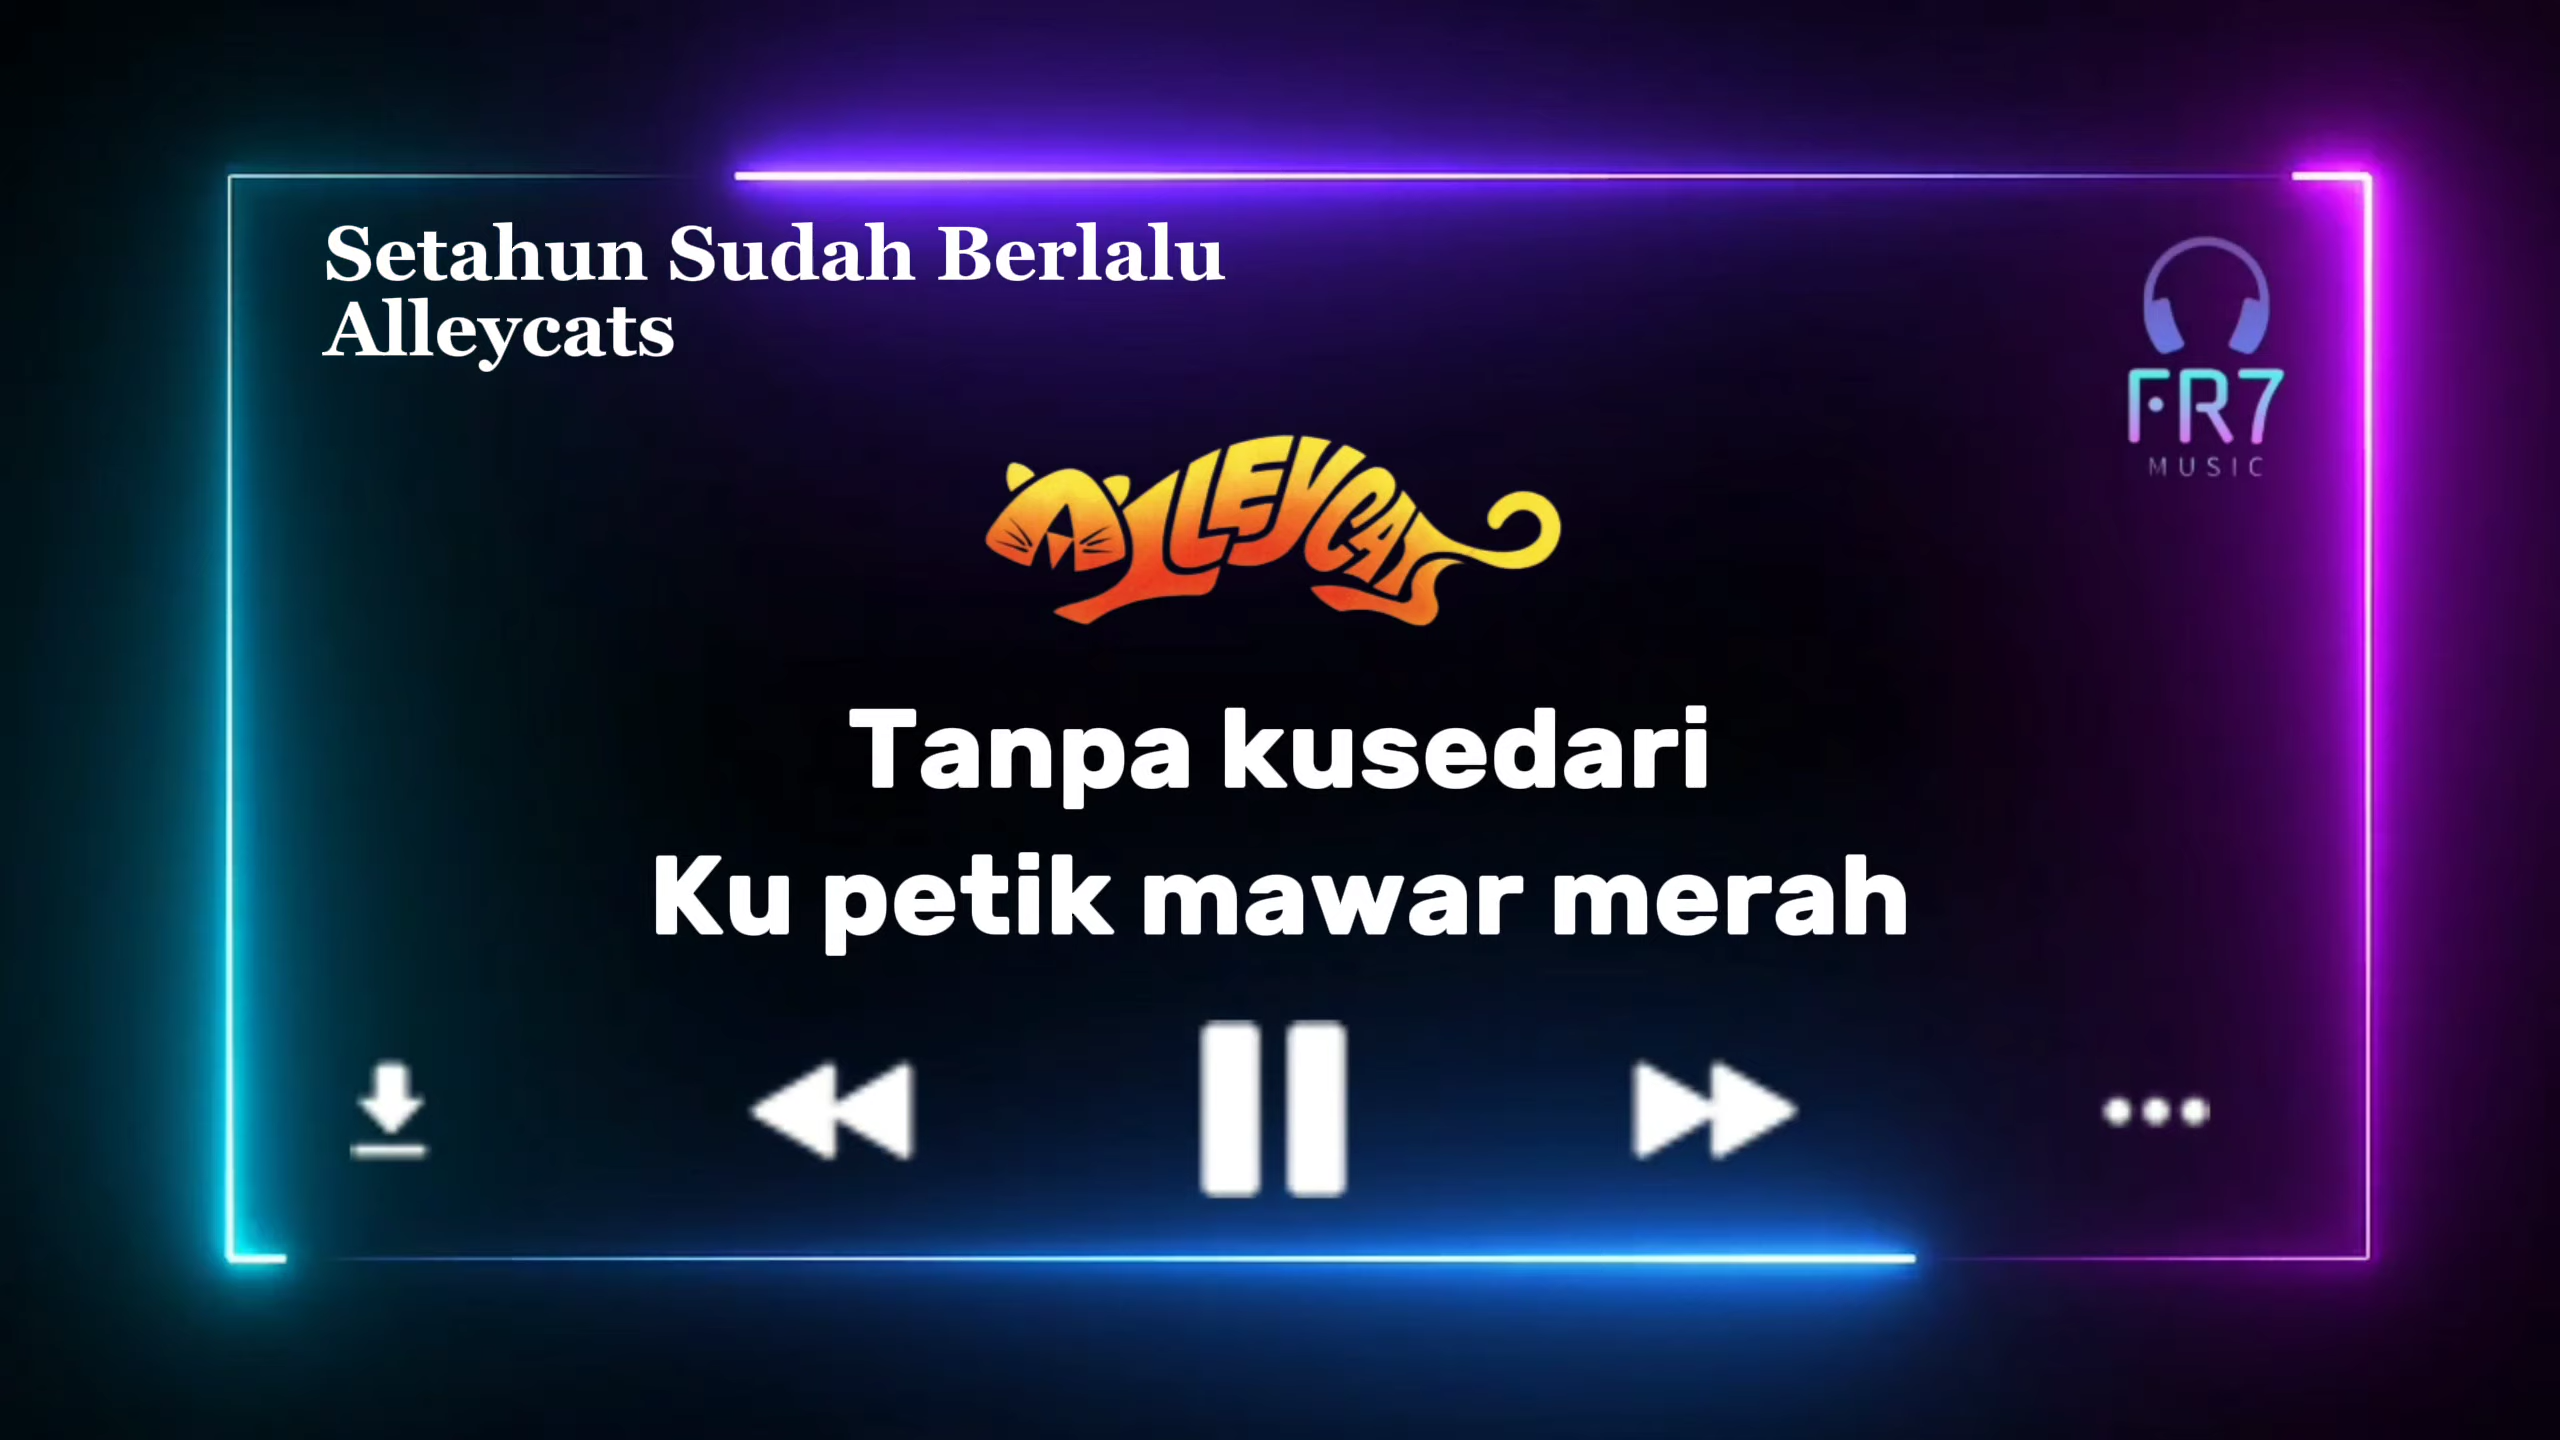 Setahun Sudah Berlalu
Alleycats
FR7
MUSIC
ALLEYCATS
Tanpa kusedari
Ku petik mawar merah